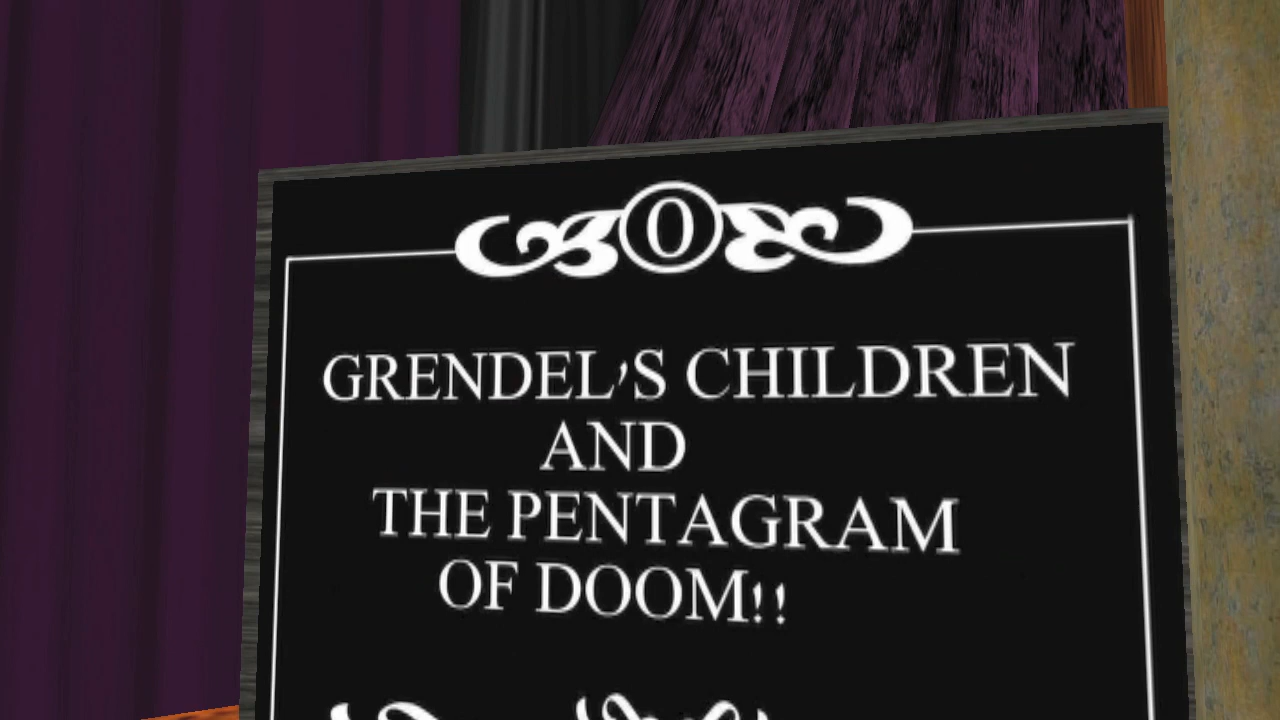 O
GRENDEL'S CHILDREN
AND
THE PENTAGRAM
OF DOOM!!